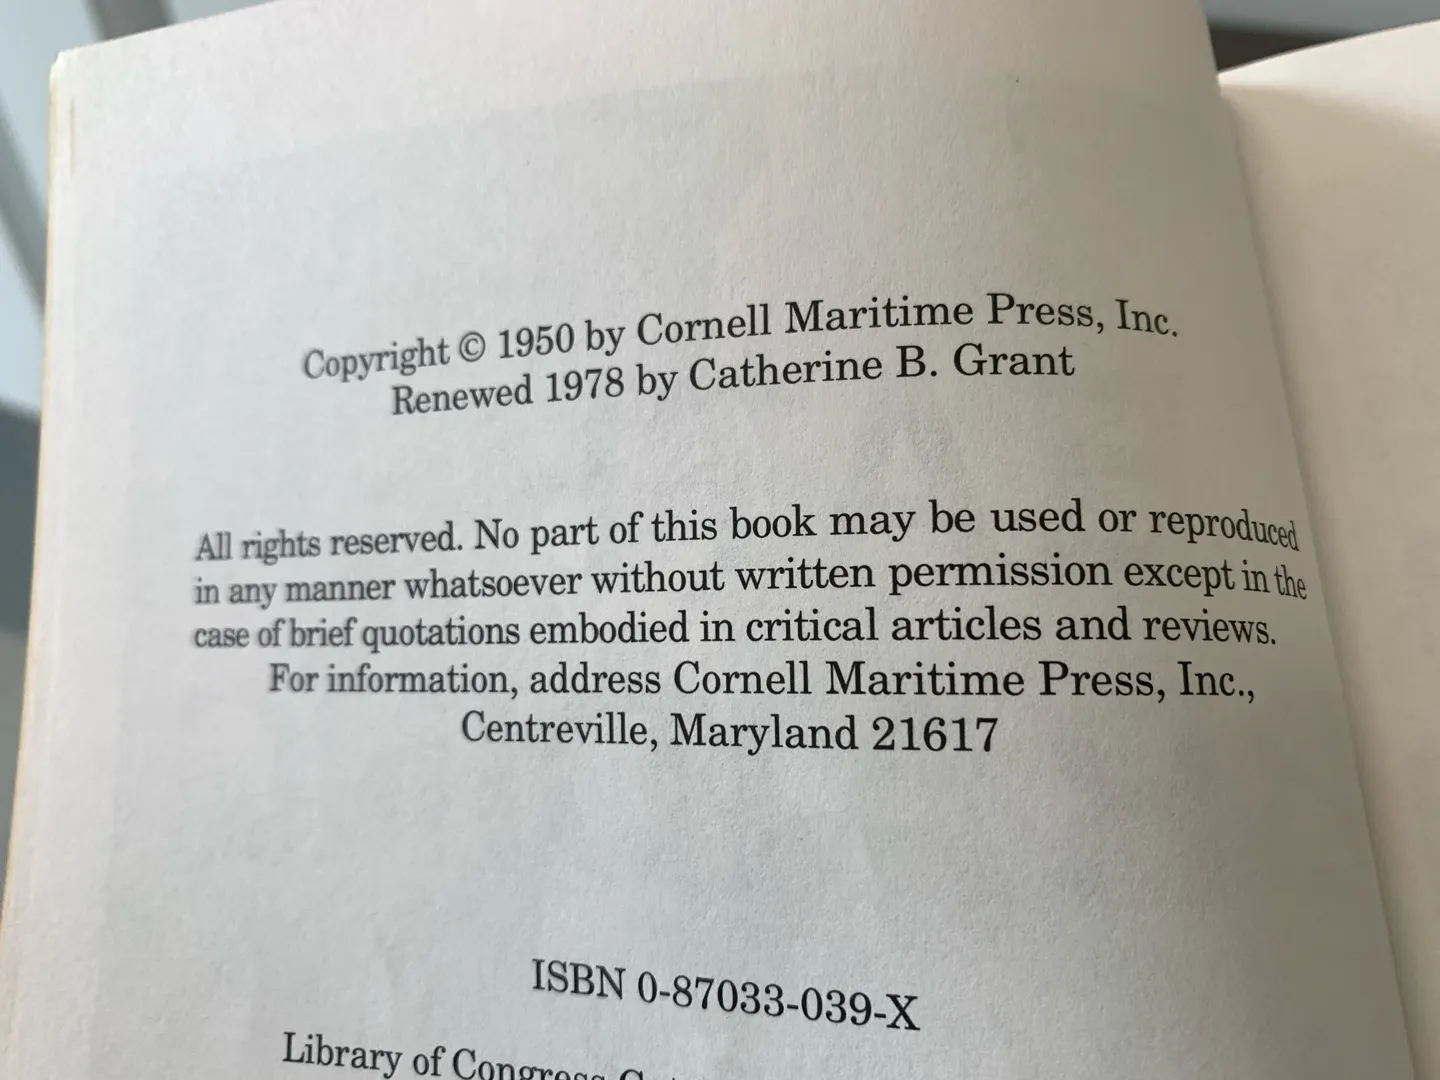 Copyright © 1950 by Cornell Maritime Press, Inc.
Renewed 1978 by Catherine B. Grant
All rights reserved. No part of this book may be used or reproduced
in any manner whatsoever without written permission except in the
case of brief quotations embodied in critical articles and reviews.
For information, address Cornell Maritime Press, Inc.,
Centreville, Maryland 21617
ISBN 0-87033-039-X
Library of Congress